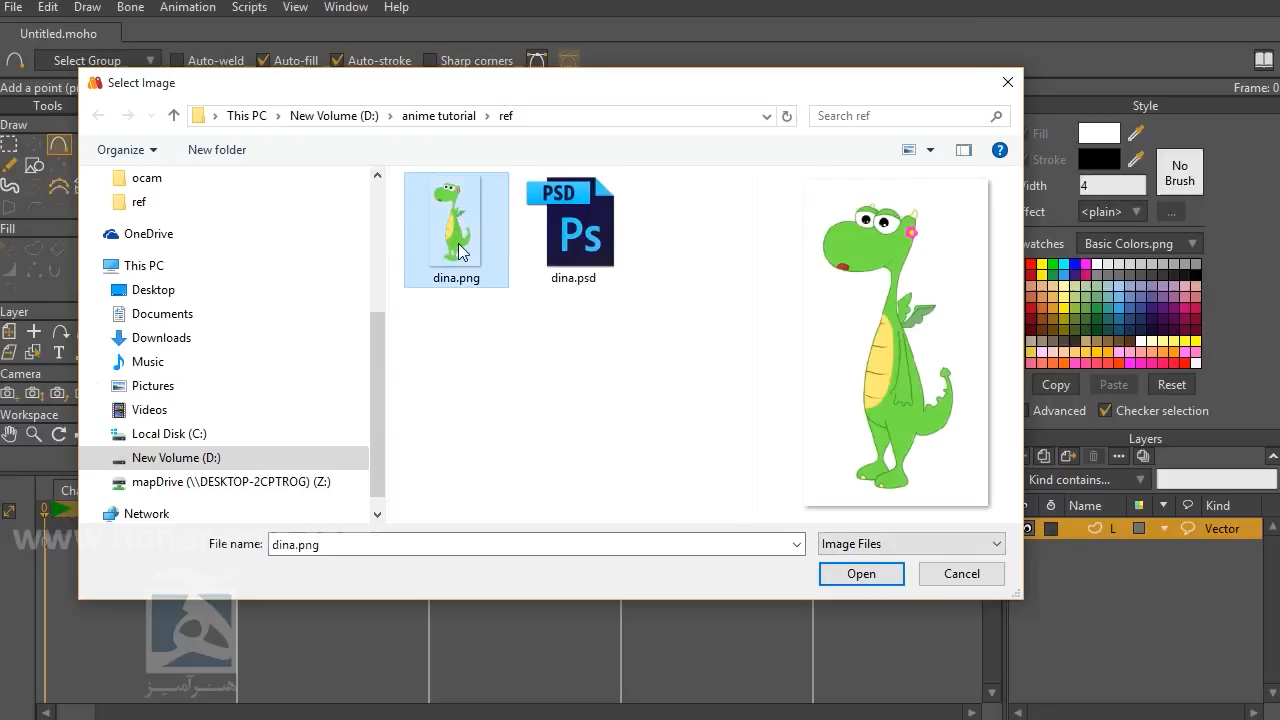 File Edit Draw Bone Animation Scripts View Window Help
Untitled.moho
Select Group Auto-weld Auto-fill Auto-stroke Sharp corners
Add a point Frame: 0
Select Image
Tools
Style
This PC New Volume (D:) anime tutorial ref
Search ref
Draw
Organize
New folder
Fill
Stroke
No
Brush
Width 4
<plain> ...
ocam
ref
OneDrive
This PC
Desktop
Documents
Downloads
Music
Pictures
Videos
Local Disk (C:)
New Volume (D:)
mapDrive (\\DESKTOP-2CPTROG) (Z:)
Network
PSD
Ps
dina.png
dina.psd
Basic Colors.png
Copy Paste Reset
Advanced Checker selection
Fill
Layer
Camera
Workspace
Layers
Kind contains...
Name Kind
L Vector
File name: dina.png
Image Files
Open
Cancel
0
هنرآمیز